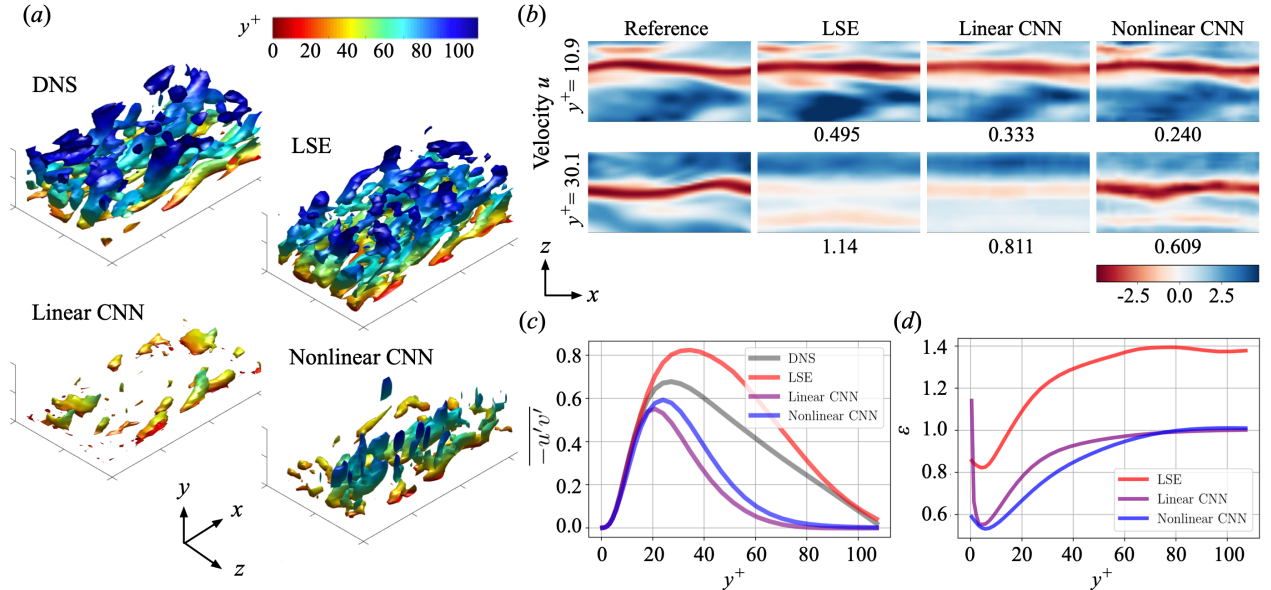 (a)
y+
0 20 40 60 80 100
DNS
LSE
Linear CNN
Nonlinear CNN
y
x
z
(b)
Reference LSE Linear CNN Nonlinear CNN
Velocity u
y+= 10.9
0.495 0.333 0.240
y+= 30.1
1.14 0.811 0.609
z
x
-2.5 0.0 2.5
(c)
−u′v′
0.8
0.6
0.4
0.2
0.0
DNS
LSE
Linear CNN
Nonlinear CNN
0 20 40 60 80 100
y+
(d)
ε
1.4
1.2
1.0
0.8
0.6
LSE
Linear CNN
Nonlinear CNN
0 20 40 60 80 100
y+